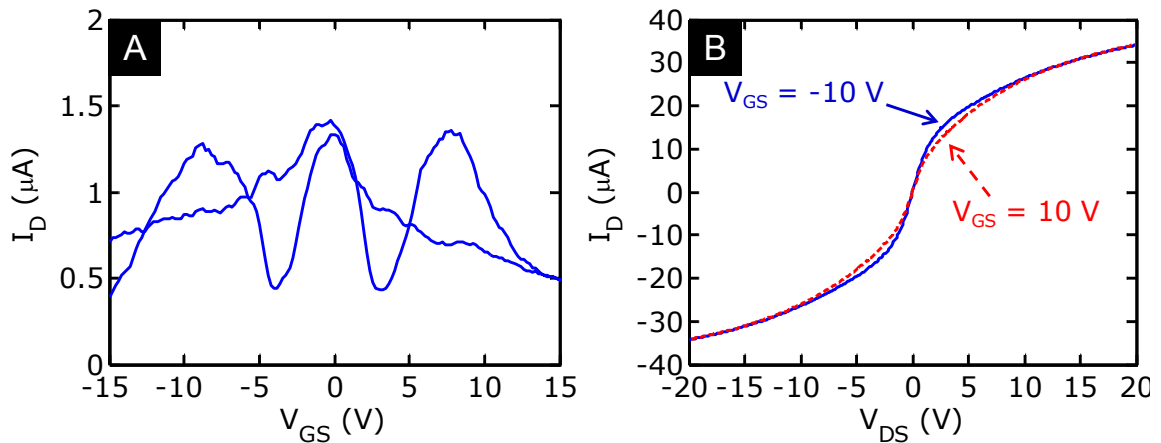 A
2
1.5
1
0.5
0
I_D (μA)
-15 -10 -5 0 5 10 15
V_GS (V)
B
40
30
20
10
0
-10
-20
-30
-40
I_D (μA)
V_GS = -10 V
V_GS = 10 V
-20 -15 -10 -5 0 5 10 15 20
V_DS (V)